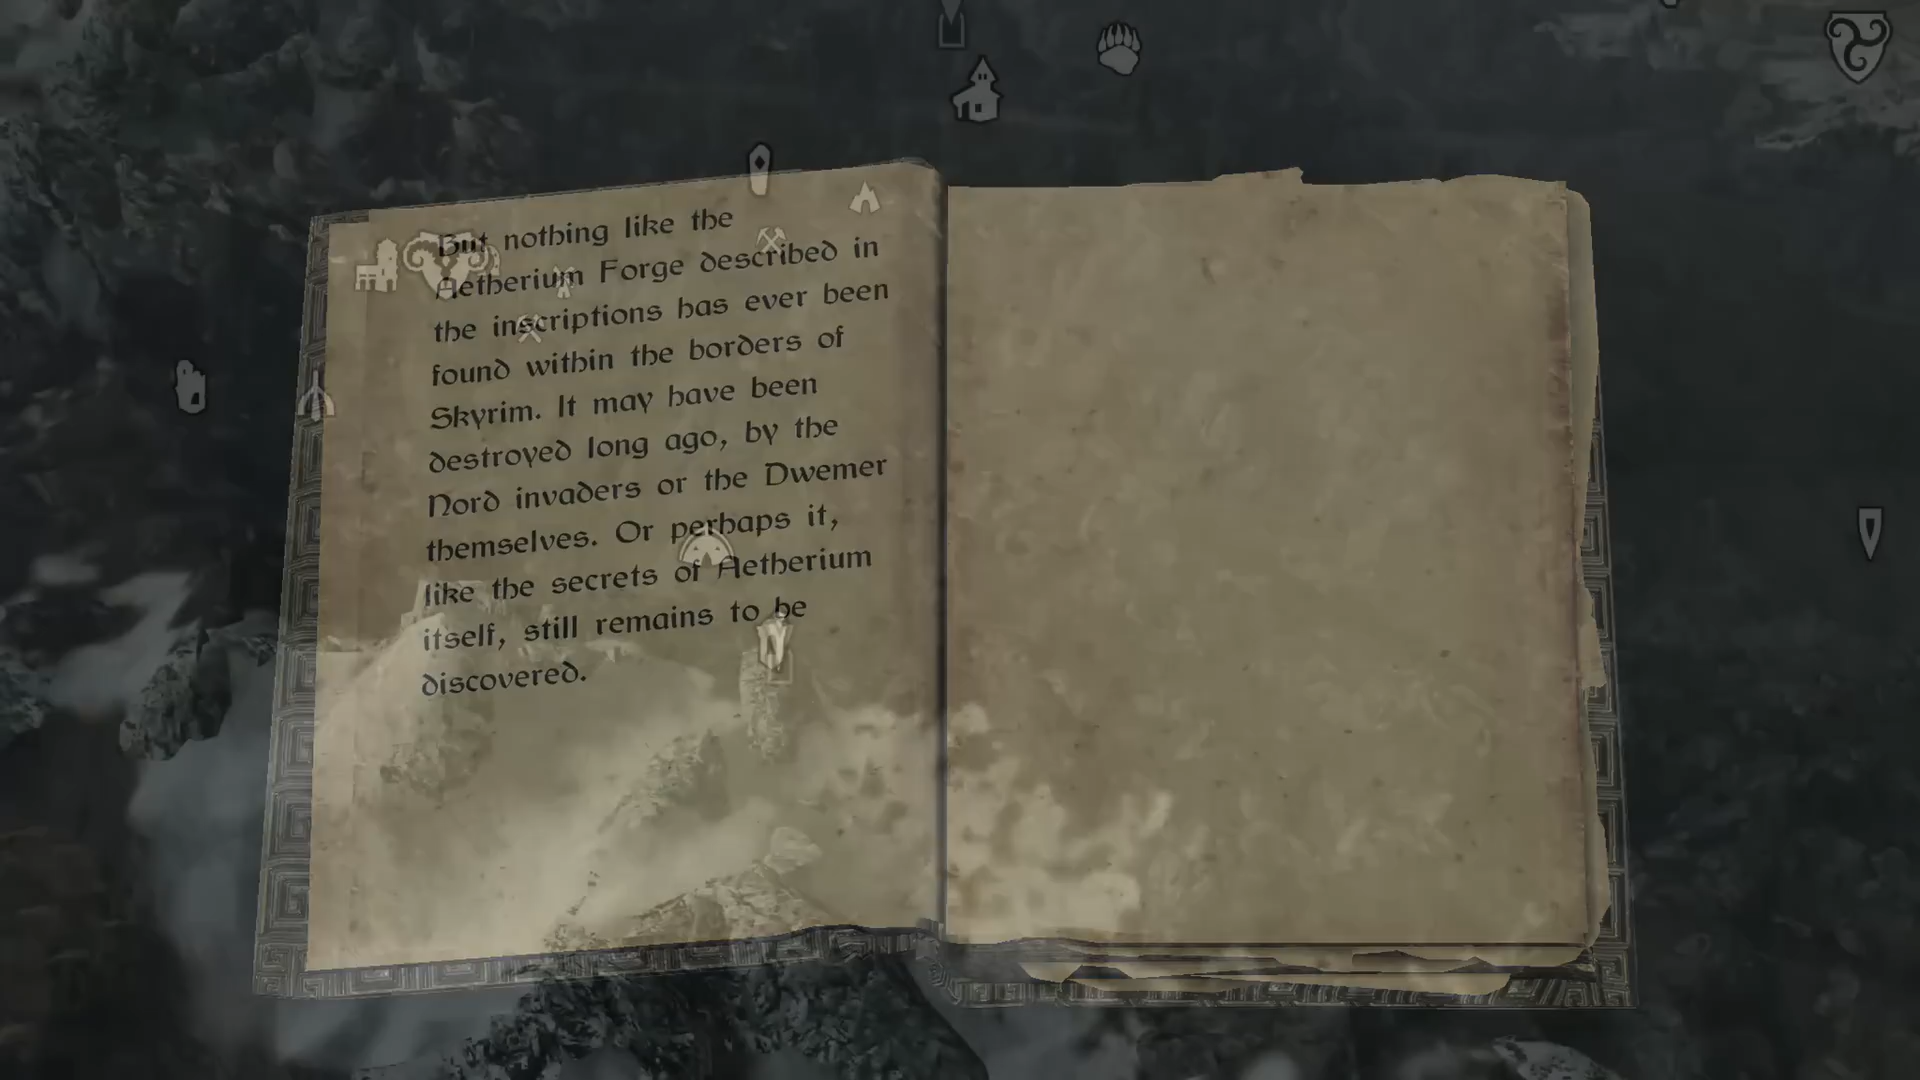 But nothing like the
Aetherium Forge described in
the inscriptions has ever been
found within the borders of
Skyrim. It may have been
destroyed long ago, by the
Nord invaders or the Dwemer
themselves. Or perhaps it,
like the secrets of Aetherium
itself, still remains to be
discovered.